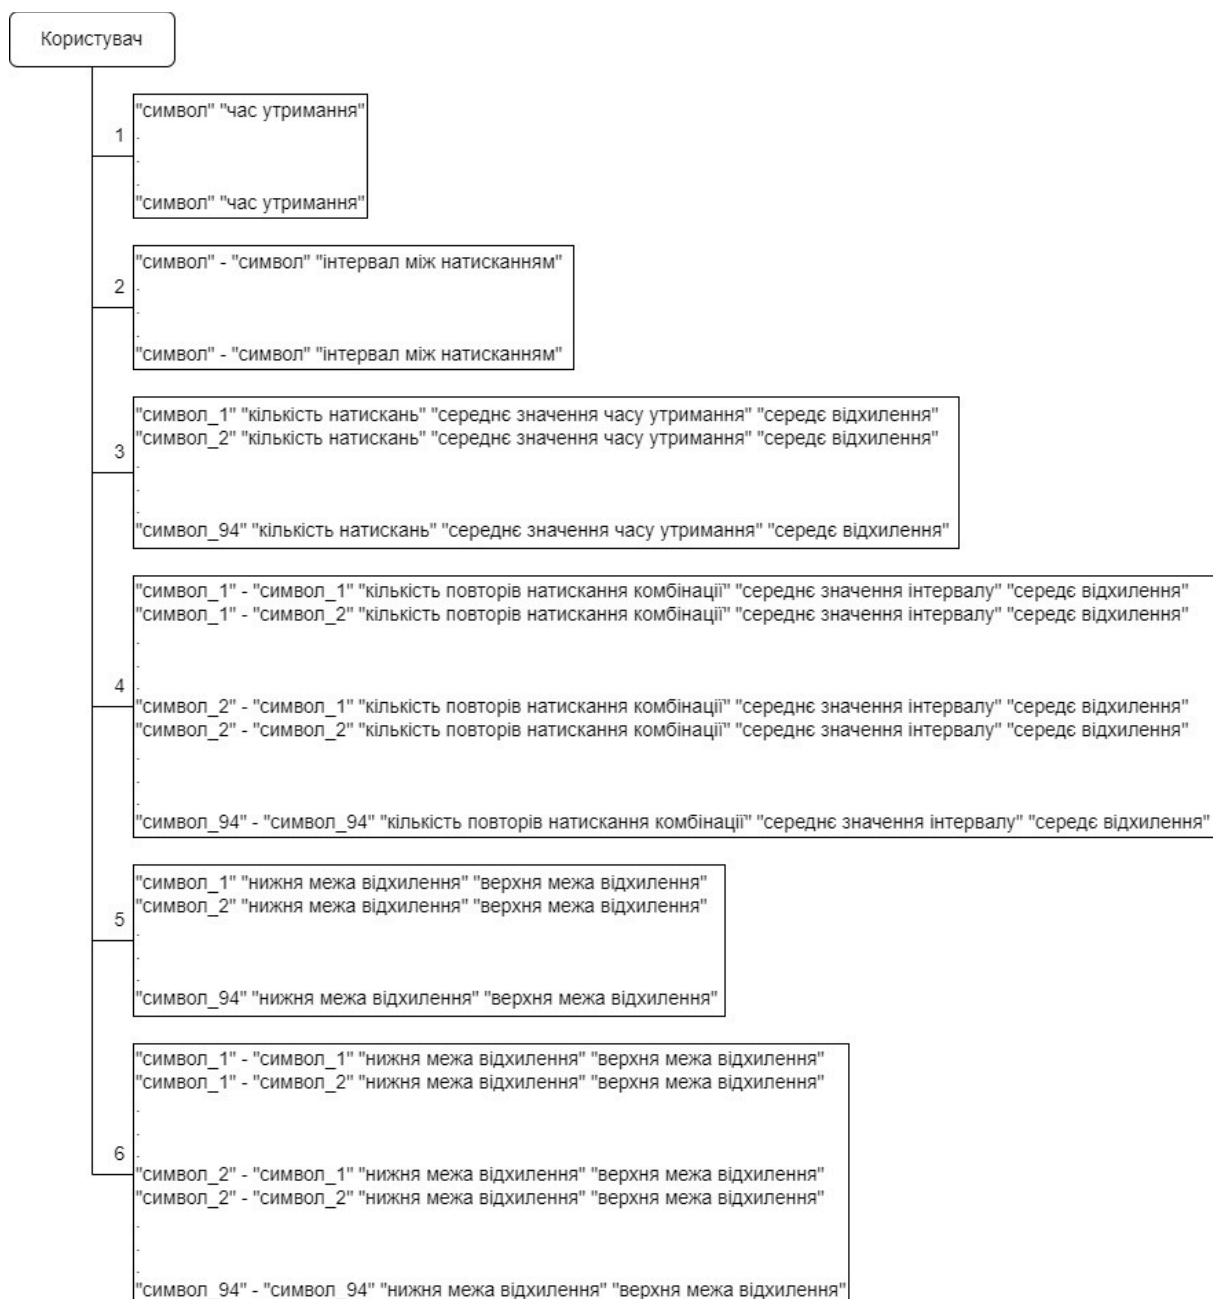 Користувач
1
"символ" "час утримання"
.
.
.
"символ" "час утримання"
2
"символ" - "символ" "інтервал між натисканням"
.
.
.
"символ" - "символ" "інтервал між натисканням"
3
"символ_1" "кількість натискань" "середнє значення часу утримання" "середє відхилення"
"символ_2" "кількість натискань" "середнє значення часу утримання" "середє відхилення"
.
.
.
"символ_94" "кількість натискань" "середнє значення часу утримання" "середє відхилення"
4
"символ_1" - "символ_1" "кількість повторів натискання комбінації" "середнє значення інтервалу" "середє відхилення"
"символ_1" - "символ_2" "кількість повторів натискання комбінації" "середнє значення інтервалу" "середє відхилення"
.
.
.
"символ_2" - "символ_1" "кількість повторів натискання комбінації" "середнє значення інтервалу" "середє відхилення"
"символ_2" - "символ_2" "кількість повторів натискання комбінації" "середнє значення інтервалу" "середє відхилення"
.
.
.
"символ_94" - "символ_94" "кількість повторів натискання комбінації" "середнє значення інтервалу" "середє відхилення"
5
"символ_1" "нижня межа відхилення" "верхня межа відхилення"
"символ_2" "нижня межа відхилення" "верхня межа відхилення"
.
.
.
"символ_94" "нижня межа відхилення" "верхня межа відхилення"
6
"символ_1" - "символ_1" "нижня межа відхилення" "верхня межа відхилення"
"символ_1" - "символ_2" "нижня межа відхилення" "верхня межа відхилення"
.
.
.
"символ_2" - "символ_1" "нижня межа відхилення" "верхня межа відхилення"
"символ_2" - "символ_2" "нижня межа відхилення" "верхня межа відхилення"
.
.
.
"символ_94" - "символ_94" "нижня межа відхилення" "верхня межа відхилення"